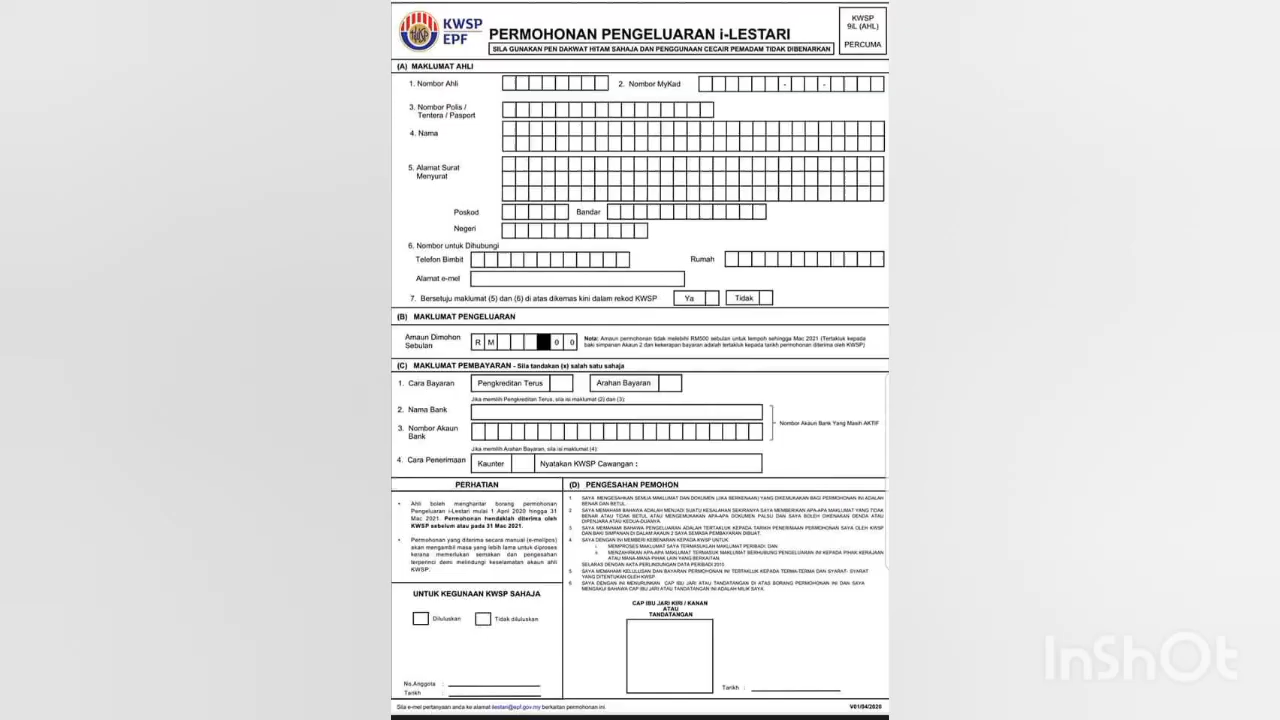 KWSP
EPF
PERMOHONAN PENGELUARAN i-LESTARI
SILA GUNAKAN PEN DAKWAT HITAM SAHAJA DAN PENGGUNAAN CECAIR PEMADAM TIDAK DIBENARKAN
KWSP
9iL (AHL)
PERCUMA
(A) MAKLUMAT AHLI
1. Nombor Ahli
2. Nombor MyKad
- -
3. Nombor Polis /
Tentera / Pasport
4. Nama
5. Alamat Surat
Menyurat
Poskod
Bandar
Negeri
6. Nombor untuk Dihubungi
Telefon Bimbit
Rumah
Alamat e-mel
7. Bersetuju maklumat (5) dan (6) di atas dikemas kini dalam rekod KWSP
Ya
Tidak
(B) MAKLUMAT PENGELUARAN
Amaun Dimohon
Sebulan
R M 0 0
Nota: Amaun permohonan tidak melebihi RM500 sebulan untuk tempoh sehingga Mac 2021 (Tertakluk kepada
baki simpanan Akaun 2 dan kekerapan bayaran adalah tertakluk kepada tarikh permohonan diterima oleh KWSP)
(C) MAKLUMAT PEMBAYARAN - Sila tandakan (x) salah satu sahaja
1. Cara Bayaran
Pengkreditan Terus
Arahan Bayaran
Jika memilih Pengkreditan Terus, sila isi maklumat (2) dan (3):
2. Nama Bank
3. Nombor Akaun
Bank
Nombor Akaun Bank Yang Masih AKTIF
Jika memilih Arahan Bayaran, sila isi maklumat (4):
4. Cara Penerimaan
Kaunter
Nyatakan KWSP Cawangan :
PERHATIAN
• Ahli boleh menghantar borang permohonan
Pengeluaran i-Lestari mulai 1 April 2020 hingga 31
Mac 2021. Permohonan hendaklah diterima oleh
KWSP sebelum atau pada 31 Mac 2021.
• Permohonan yang diterima secara manual (e-mel/pos)
akan mengambil masa yang lebih lama untuk diproses
kerana memerlukan semakan dan pengesahan
terperinci demi melindungi keselamatan akaun ahli
KWSP.
UNTUK KEGUNAAN KWSP SAHAJA
Diluluskan
Tidak diluluskan
No.Anggota :
Tarikh :
(D) PENGESAHAN PEMOHON
1 SAYA MENGESAHKAN SEMUA MAKLUMAT DAN DOKUMEN (JIKA BERKENAAN) YANG DIKEMUKAKAN BAGI PERMOHONAN INI ADALAH
BENAR DAN BETUL.
2 SAYA MEMAHAMI BAHAWA ADALAH MENJADI SUATU KESALAHAN SEKIRANYA SAYA MEMBERIKAN APA-APA MAKLUMAT YANG TIDAK
BENAR ATAU TIDAK BETUL ATAU MENGEMUKAKAN APA-APA DOKUMEN PALSU DAN SAYA BOLEH DIKENAKAN DENDA ATAU
DIPENJARA ATAU KEDUA-DUANYA.
3 SAYA MEMAHAMI BAHAWA PENGELUARAN ADALAH TERTAKLUK KEPADA TARIKH PENERIMAAN PERMOHONAN SAYA OLEH KWSP
DAN BAKI SIMPANAN DI DALAM AKAUN 2 SAYA SEMASA PEMBAYARAN DIBUAT.
4 SAYA DENGAN INI MEMBERI KEBENARAN KEPADA KWSP UNTUK:
i. MEMPROSES MAKLUMAT SAYA TERMASUKLAH MAKLUMAT PERIBADI; DAN
ii. MENZAHIRKAN APA-APA MAKLUMAT TERMASUK MAKLUMAT BERHUBUNG PENGELUARAN INI KEPADA PIHAK KERAJAAN
ATAU MANA-MANA PIHAK LAIN YANG BERKAITAN.
SELARAS DENGAN AKTA PERLINDUNGAN DATA PERIBADI 2010.
5 SAYA MEMAHAMI KELULUSAN DAN BAYARAN PERMOHONAN INI TERTAKLUK KEPADA TERMA-TERMA DAN SYARAT- SYARAT
YANG DITENTUKAN OLEH KWSP.
6 SAYA DENGAN INI MENURUNKAN CAP IBU JARI ATAU TANDATANGAN DI ATAS BORANG PERMOHONAN INI DAN SAYA
MENGAKUI BAHAWA CAP IBU JARI ATAU TANDATANGAN INI ADALAH MILIK SAYA.
CAP IBU JARI KIRI / KANAN
ATAU
TANDATANGAN
Tarikh :
Sila e-mel pertanyaan anda ke alamat ilestari@epf.gov.my berkaitan permohonan ini.
V01/04/2020
InShOt